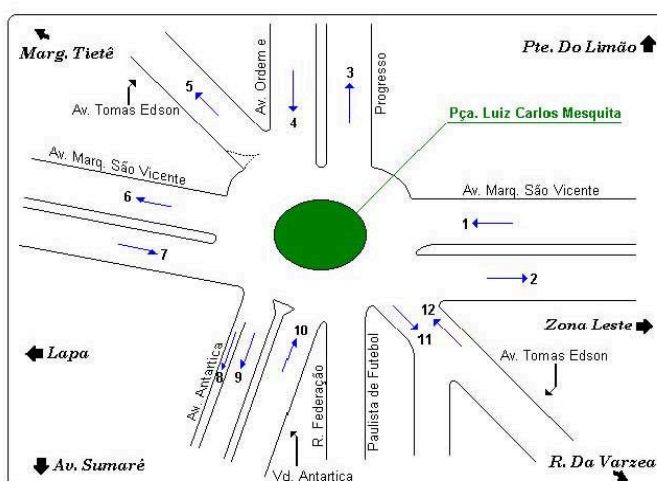 Marg. Tietê
Pte. Do Limão
Av. Ordem e
Progresso
3
5
4
Av. Tomas Edson
Pça. Luiz Carlos Mesquita
Av. Marq. São Vicente
Av. Marq. São Vicente
6
1
7
2
12
10
11
Zona Leste
Lapa
Av. Antartica
8
9
R. Federação
Paulista de Futebol
Av. Tomas Edson
Av. Sumarê
Vd. Antartica
R. Da Varzea